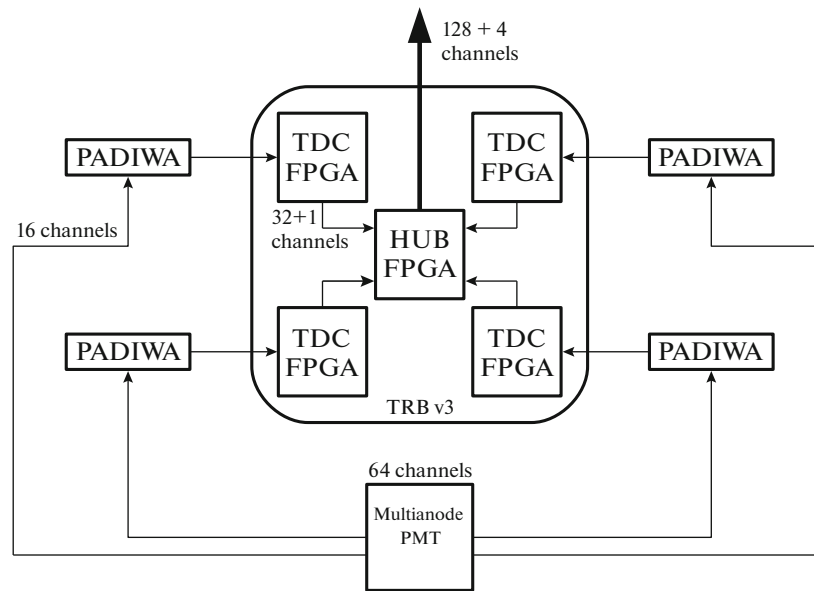 128 + 4
channels
TDC
FPGA
TDC
FPGA
PADIWA
PADIWA
32+1
channels
16 channels
HUB
FPGA
TDC
FPGA
TDC
FPGA
PADIWA
PADIWA
TRB v3
64 channels
Multianode
PMT